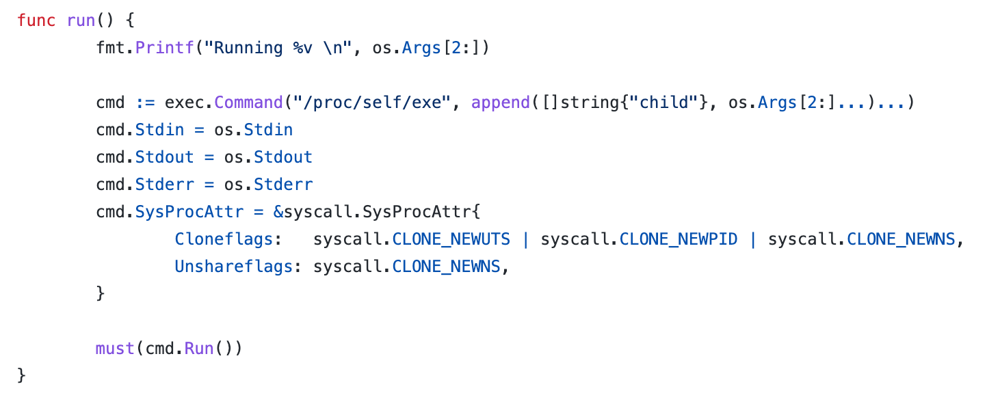 func run() {
	fmt.Printf("Running %v \n", os.Args[2:])

	cmd := exec.Command("/proc/self/exe", append([]string{"child"}, os.Args[2:]...)...)
	cmd.Stdin = os.Stdin
	cmd.Stdout = os.Stdout
	cmd.Stderr = os.Stderr
	cmd.SysProcAttr = &syscall.SysProcAttr{
		Cloneflags:   syscall.CLONE_NEWUTS | syscall.CLONE_NEWPID | syscall.CLONE_NEWNS,
		Unshareflags: syscall.CLONE_NEWNS,
	}

	must(cmd.Run())
}